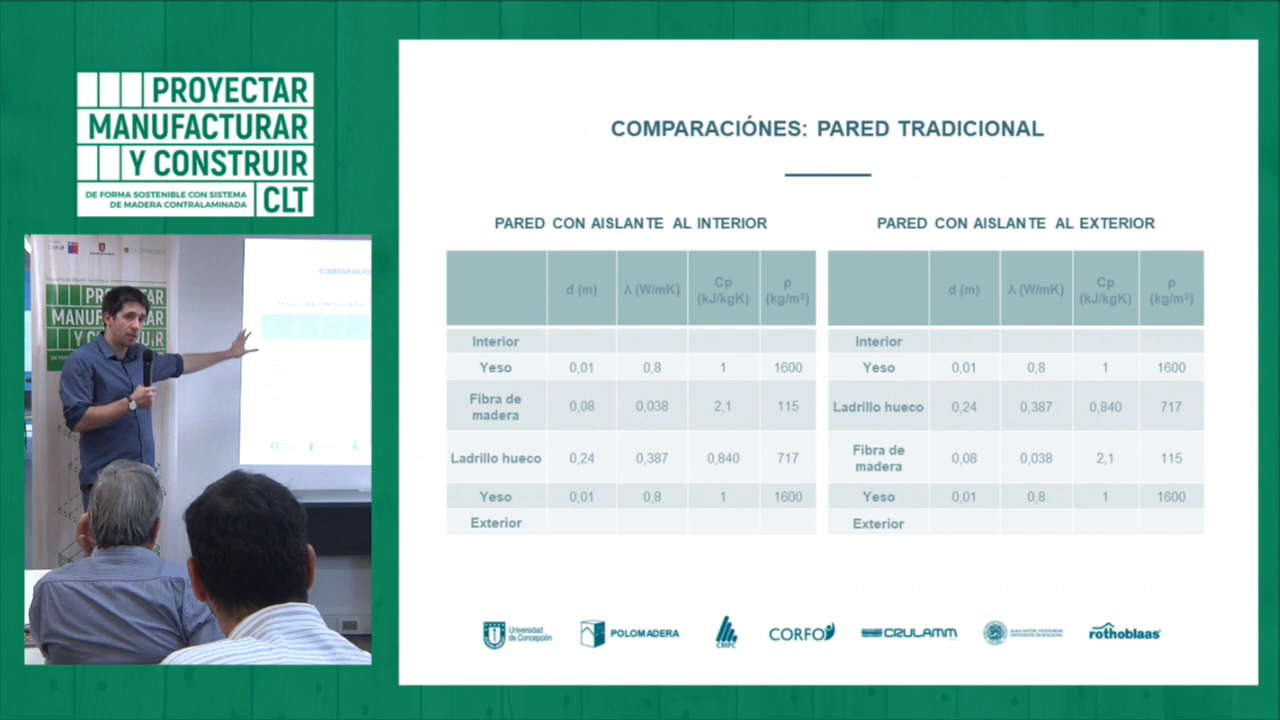 PROYECTAR
MANUFACTURAR
Y CONSTRUIR
DE FORMA SOSTENIBLE CON SISTEMA
DE MADERA CONTRALAMINADA
CLT
PROYECTAR
MANUFACTURAR
Y CONSTRUIR
COMPARACIÓNES: PARED TRADICIONAL
PARED CON AISLANTE AL INTERIOR
d (m) λ (W/mK) Cp (kJ/kgK) ρ (kg/m³)
Interior
Yeso 0,01 0,8 1 1600
Fibra de madera 0,08 0,038 2,1 115
Ladrillo hueco 0,24 0,387 0,840 717
Yeso 0,01 0,8 1 1600
Exterior
PARED CON AISLANTE AL EXTERIOR
d (m) λ (W/mK) Cp (kJ/kgK) ρ (kg/m³)
Interior
Yeso 0,01 0,8 1 1600
Ladrillo hueco 0,24 0,387 0,840 717
Fibra de madera 0,08 0,038 2,1 115
Yeso 0,01 0,8 1 1600
Exterior
Universidad
de Concepción
POLOMADERA
CMPC
CORFO
CRULAMM
rothoblaas